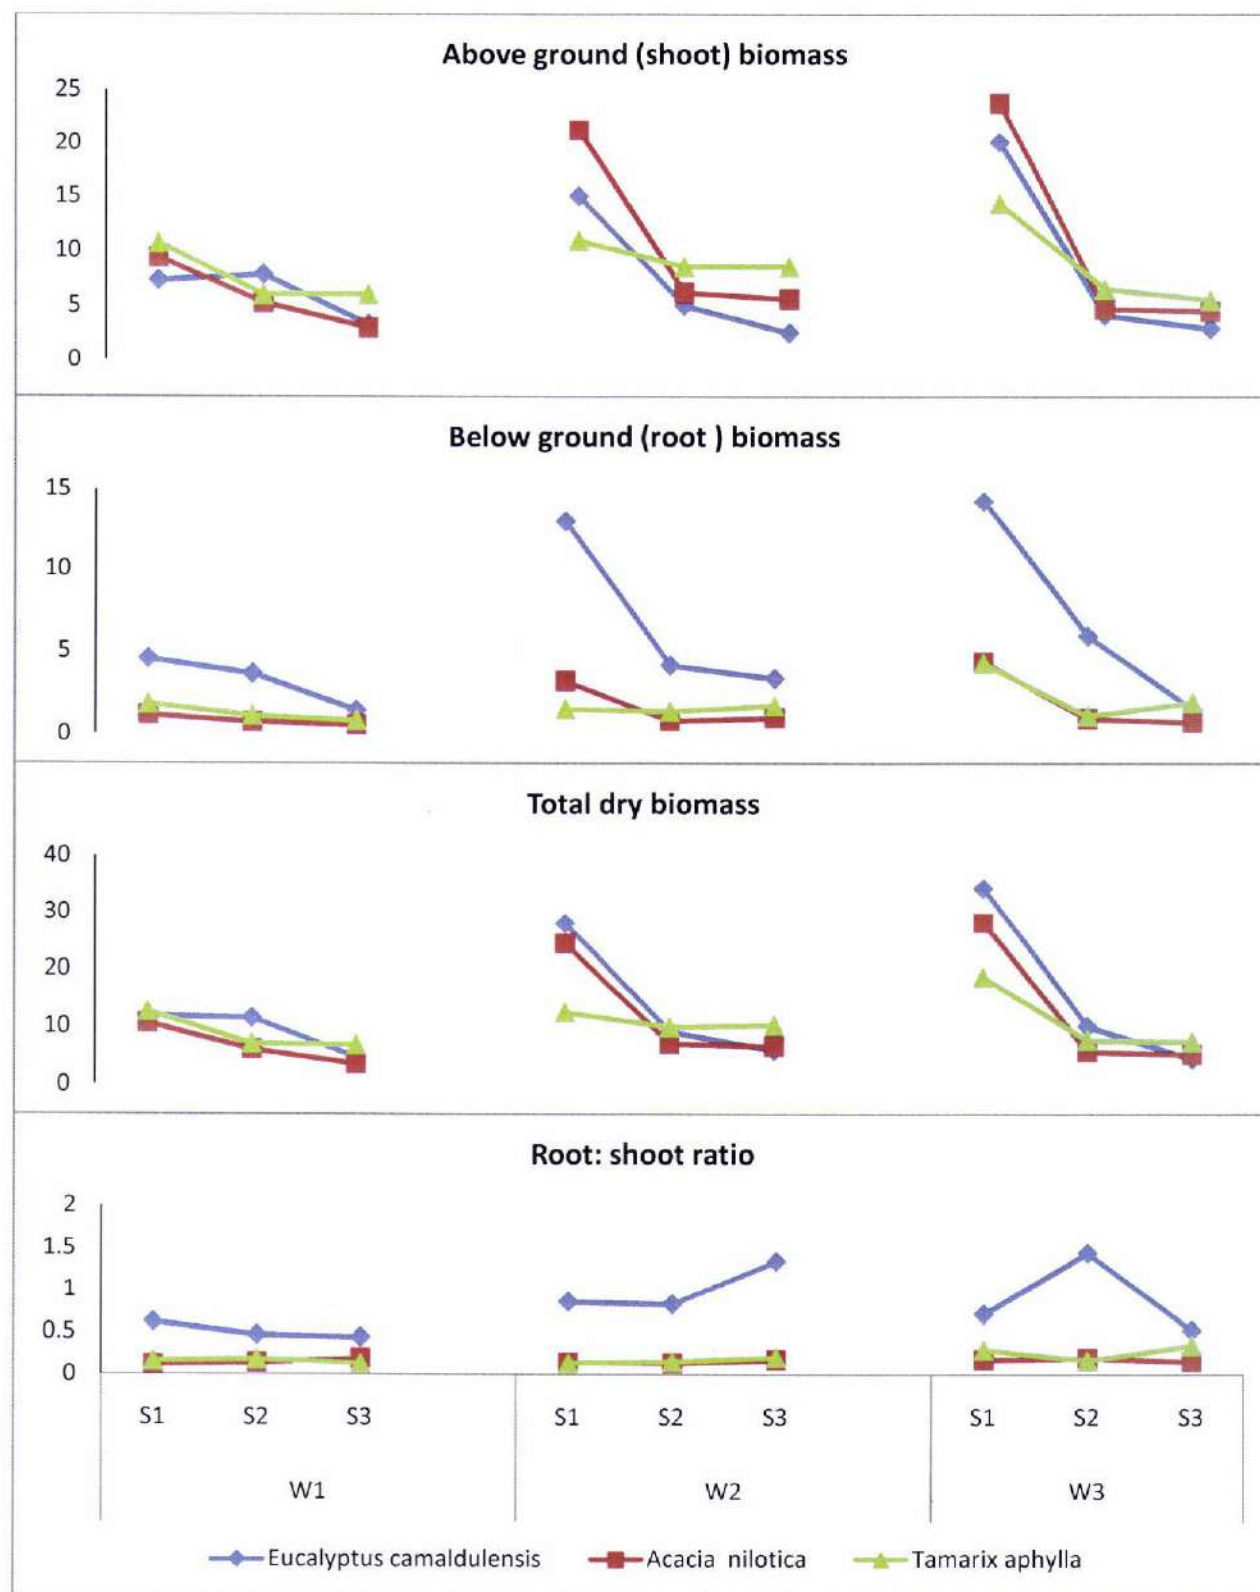 Above ground (shoot) biomass
25
20
15
10
5
0
Below ground (root ) biomass
15
10
5
0
Total dry biomass
40
30
20
10
0
Root: shoot ratio
2
1.5
1
0.5
0
S1 S2 S3 S1 S2 S3 S1 S2 S3
W1 W2 W3
Eucalyptus camaldulensis Acacia nilotica Tamarix aphylla